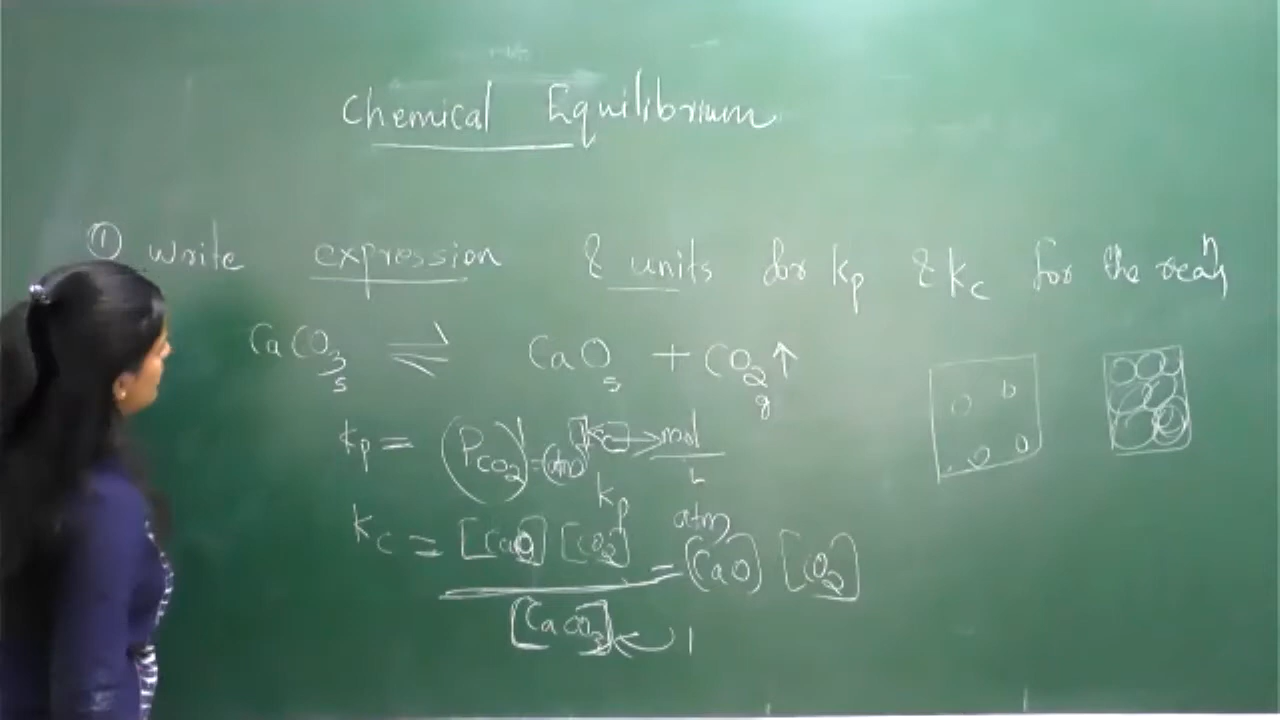 Chemical Equilibrium
① Write expression & units for kp & kc for the reaⁿ
CaCO₃ s ⇌ CaO s + CO₂ g ↑
kp = (PCO₂)¹ = (atm) kc → mol / L
kp atm
kc = [CaO] [CO₂] / [CaCO₃] = [CaO] [CO₂]
1